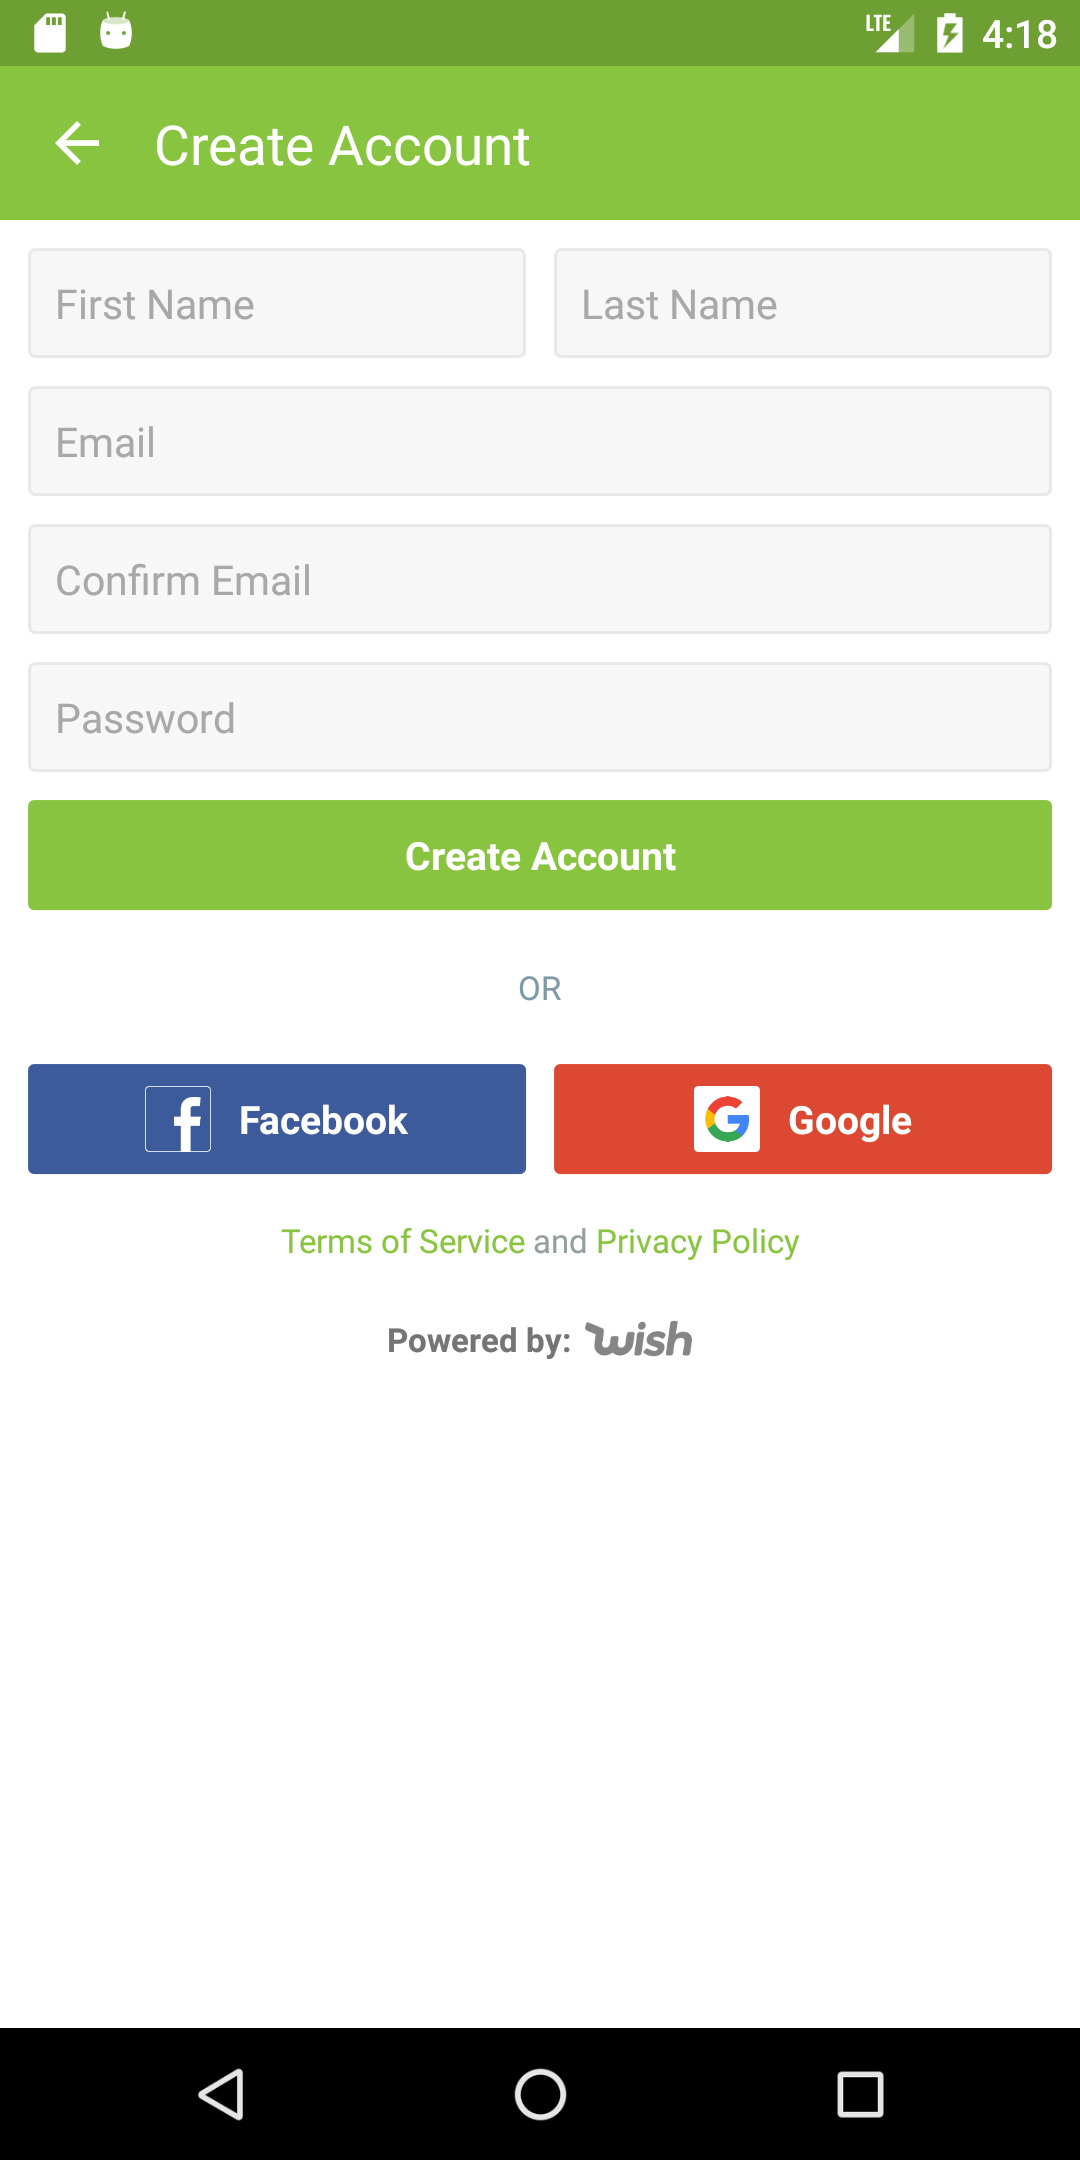 LTE 4:18
Create Account
First Name Last Name
Email
Confirm Email
Password
Create Account
OR
Facebook Google
Terms of Service and Privacy Policy
Powered by: wish